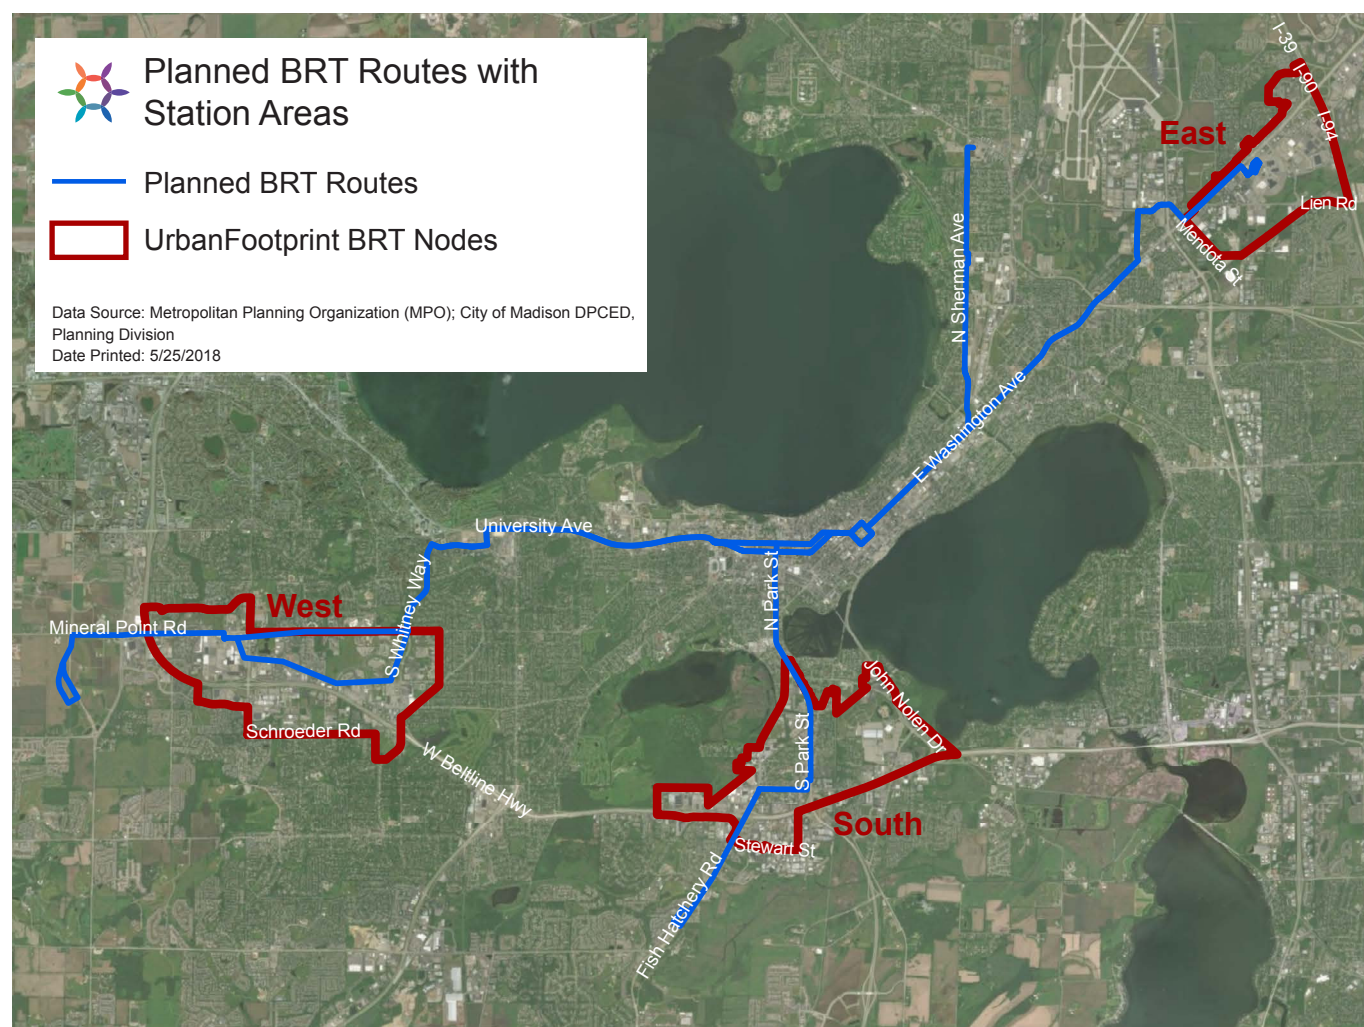 Planned BRT Routes with
Station Areas
Planned BRT Routes
UrbanFootprint BRT Nodes
Data Source: Metropolitan Planning Organization (MPO); City of Madison DPCED,
Planning Division
Date Printed: 5/25/2018
I-39
I-90
I-94
East
Lien Rd
Mendota St
N Sherman Ave
E Washington Ave
University Ave
N Park St
S Whitney Way
West
Mineral Point Rd
Schroeder Rd
W Beltline Hwy
John Nolen Dr
S Park St
South
Stewart St
Fish Hatchery Rd